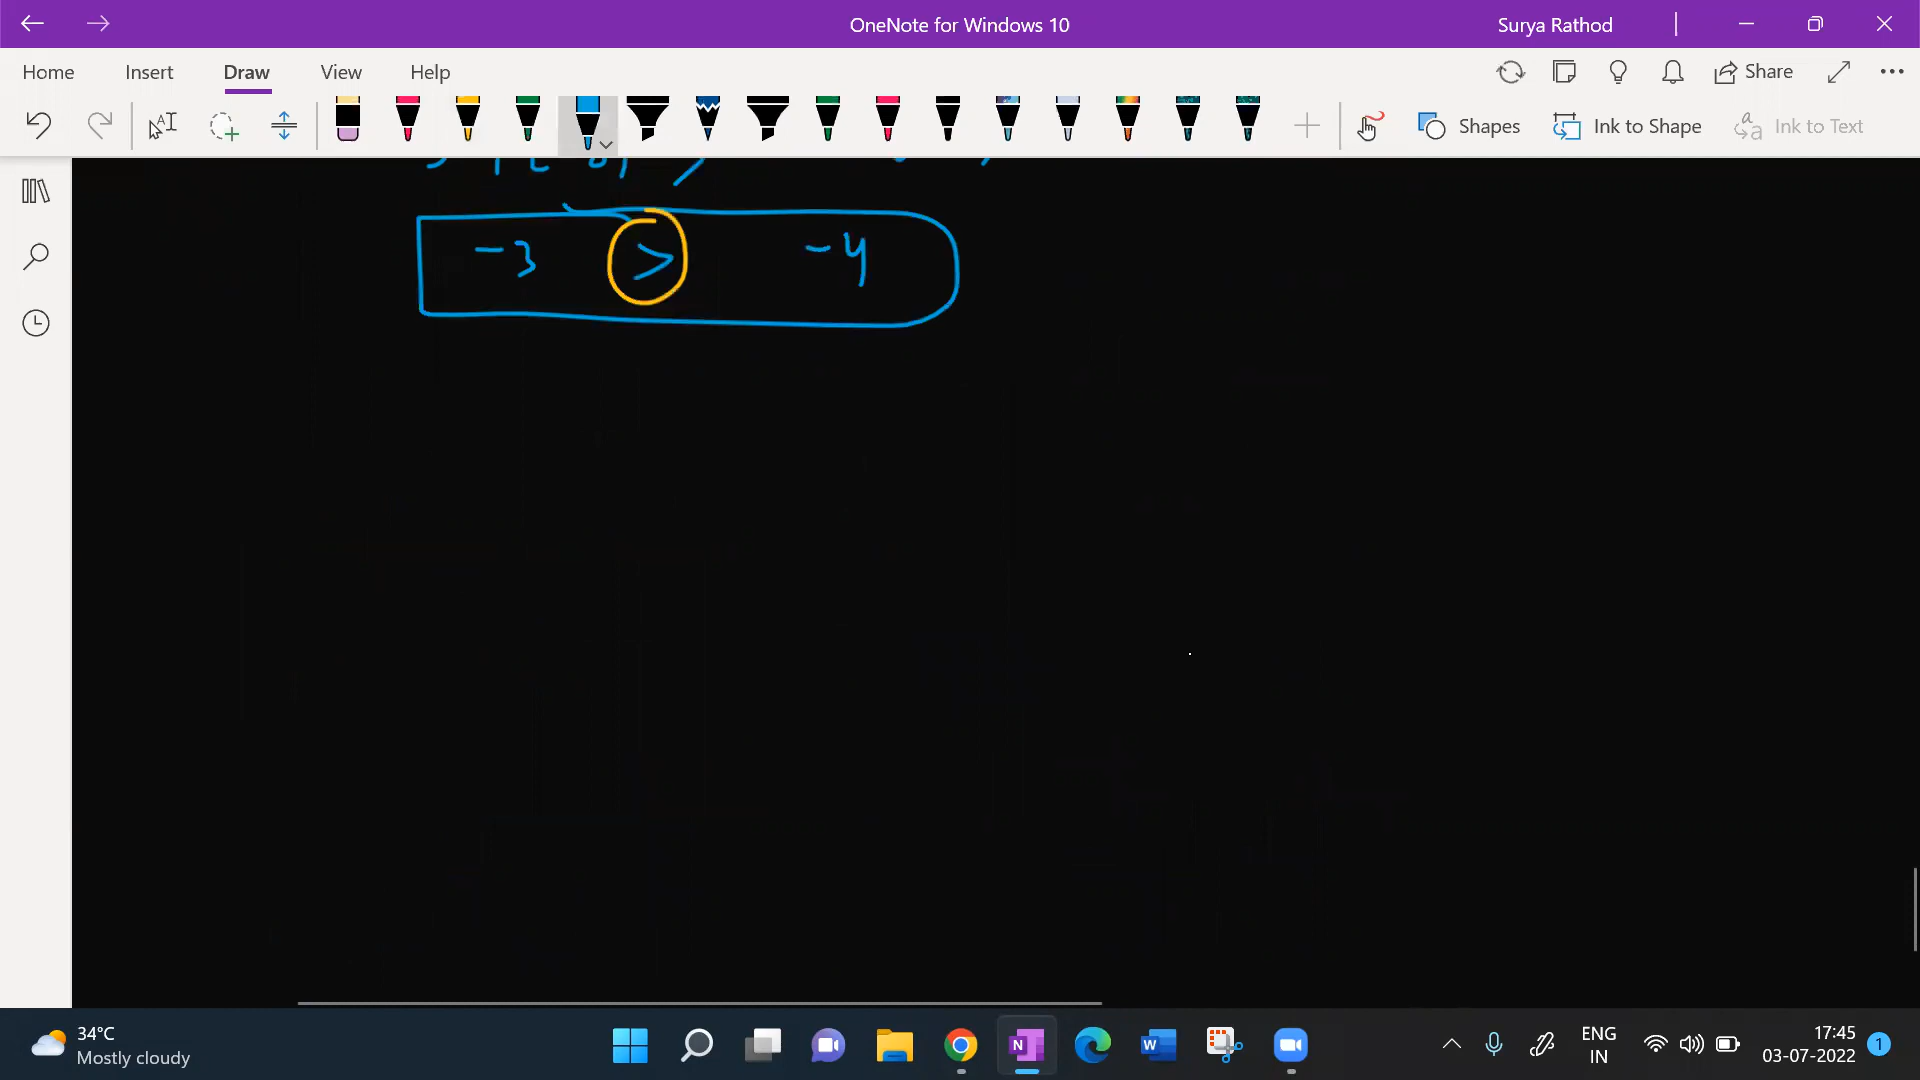 OneNote for Windows 10 Surya Rathod
Home Insert Draw View Help Share
Shapes Ink to Shape Ink to Text
-3 > -4
34°C
Mostly cloudy
ENG
IN
17:45
03-07-2022 1